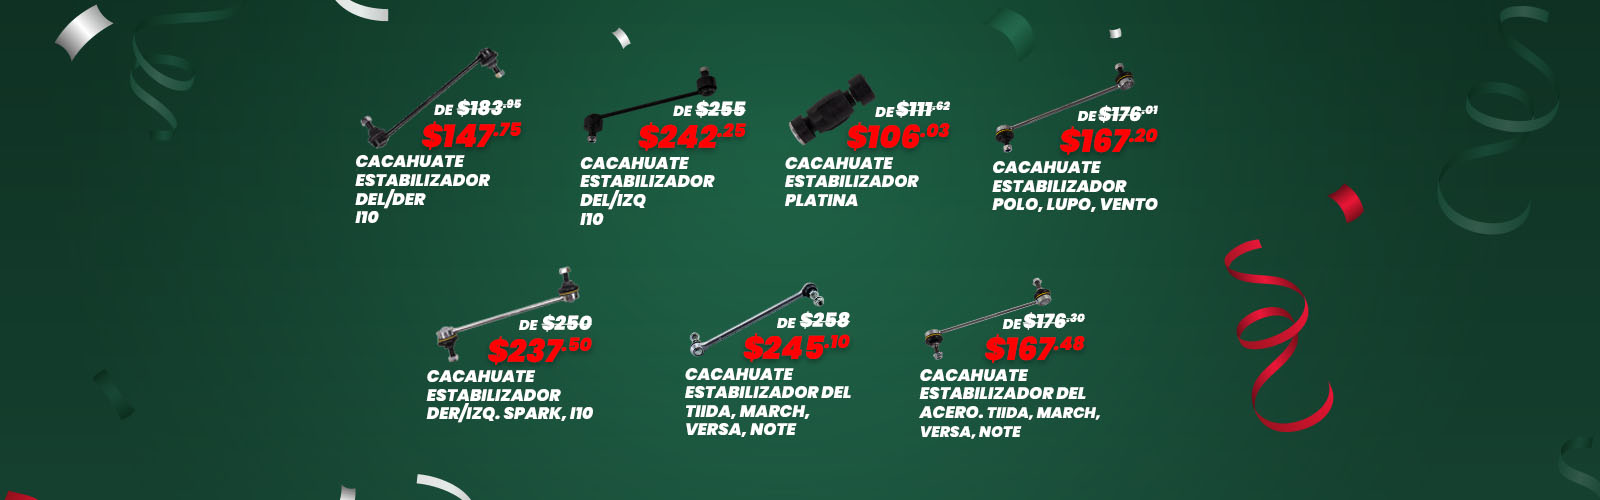 DE $183.95
$147.75
CACAHUATE
ESTABILIZADOR
DEL/DER
I10
DE $255
$242.25
CACAHUATE
ESTABILIZADOR
DEL/IZQ
I10
DE $111.62
$106.03
CACAHUATE
ESTABILIZADOR
PLATINA
DE $176.01
$167.20
CACAHUATE
ESTABILIZADOR
POLO, LUPO, VENTO
DE $250
$237.50
CACAHUATE
ESTABILIZADOR
DER/IZQ. SPARK, I10
DE $258
$245.10
CACAHUATE
ESTABILIZADOR DEL
TIIDA, MARCH,
VERSA, NOTE
DE $176.30
$167.48
CACAHUATE
ESTABILIZADOR DEL
ACERO. TIIDA, MARCH,
VERSA, NOTE